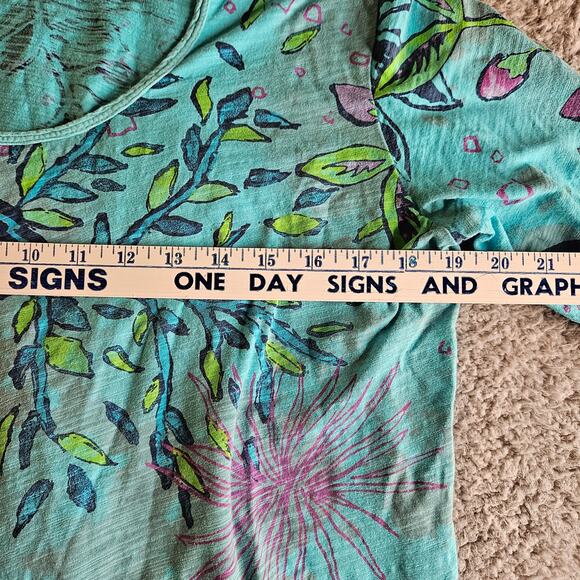 10 11 12 13 14 15 16 17 18 19 20 21
SIGNS ONE DAY SIGNS AND GRAPH